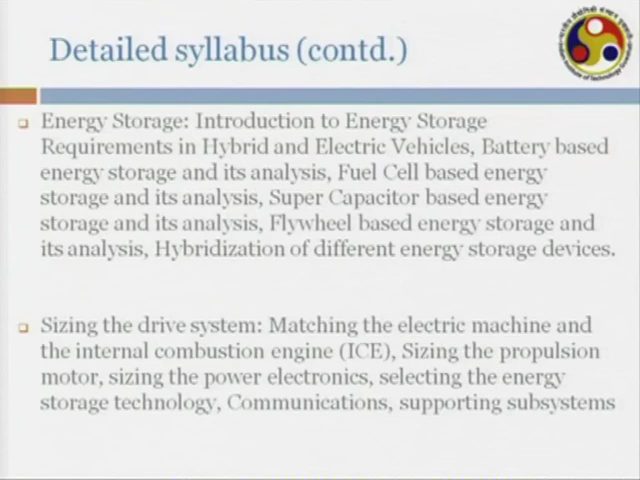 Detailed syllabus (contd.)
Energy Storage: Introduction to Energy Storage
Requirements in Hybrid and Electric Vehicles, Battery based
energy storage and its analysis, Fuel Cell based energy
storage and its analysis, Super Capacitor based energy
storage and its analysis, Flywheel based energy storage and
its analysis, Hybridization of different energy storage devices.
Sizing the drive system: Matching the electric machine and
the internal combustion engine (ICE), Sizing the propulsion
motor, sizing the power electronics, selecting the energy
storage technology, Communications, supporting subsystems